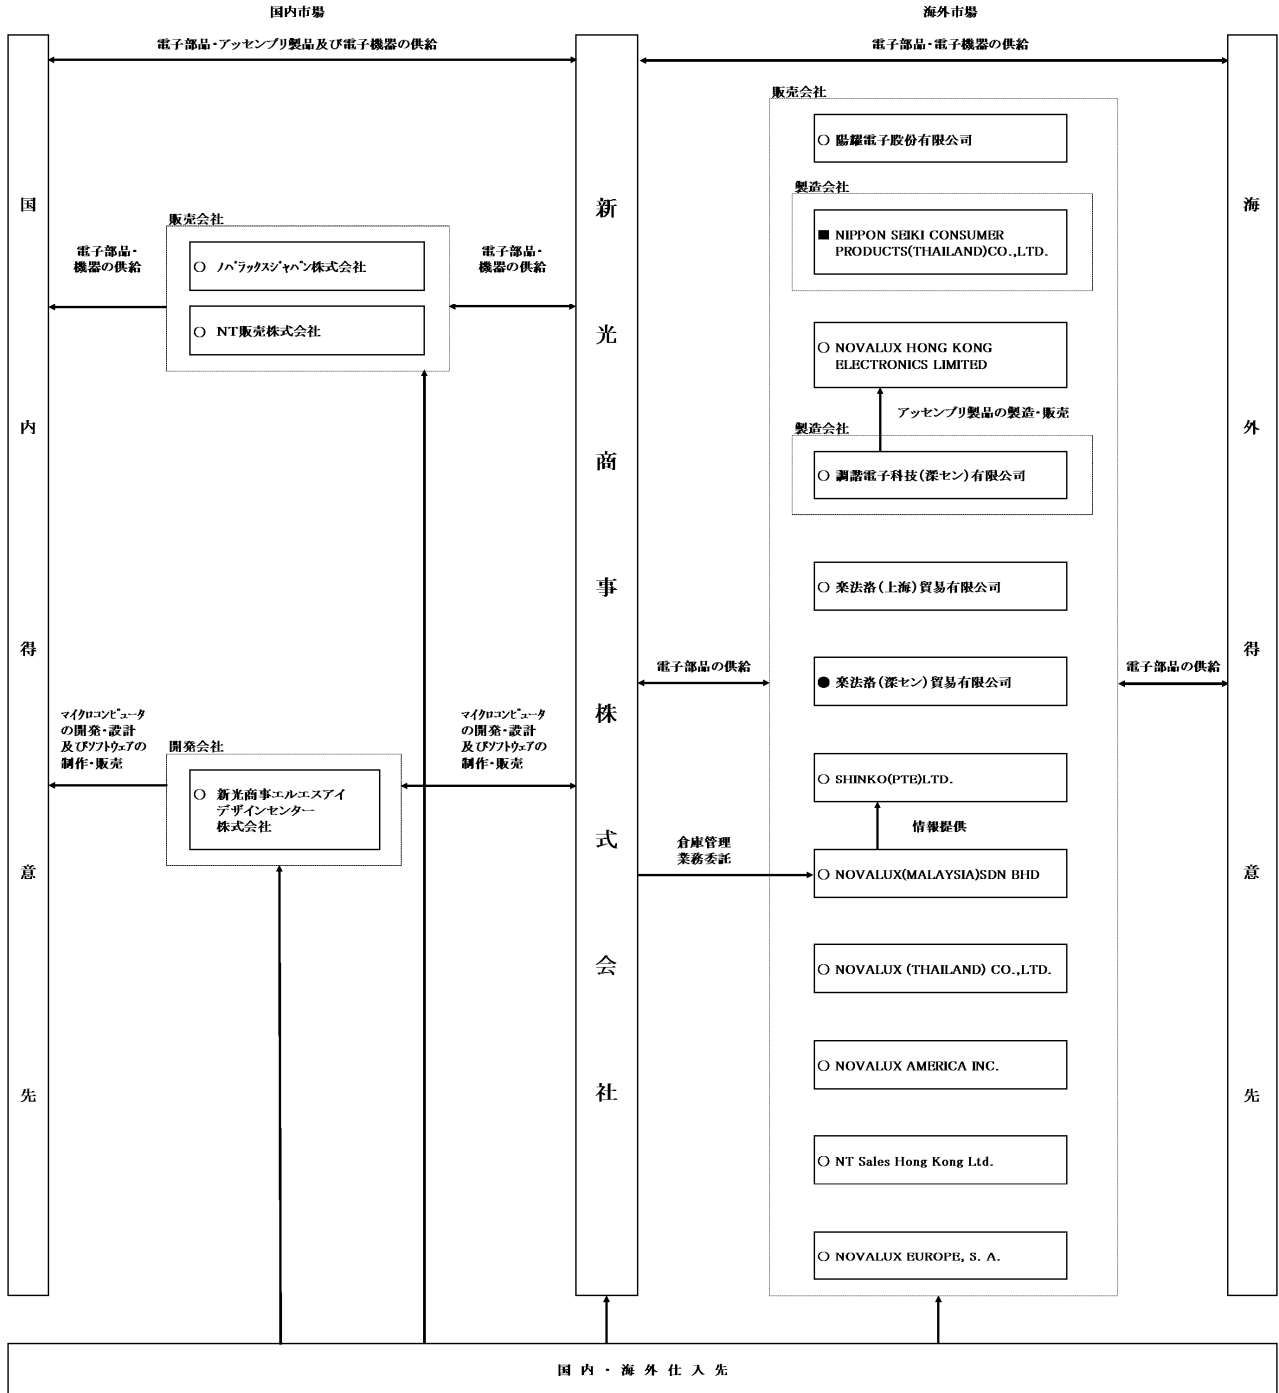 国内市場
海外市場
電子部品・アッセンブリ製品及び電子機器の供給
電子部品・電子機器の供給
国内得意先
新光商事株式会社
海外得意先
販売会社
電子部品・
機器の供給
電子部品・
機器の供給
○ ノバラックスジャパン株式会社
○ NT販売株式会社
マイクロコンピュータ
の開発・設計
及びソフトウェアの
制作・販売
マイクロコンピュータ
の開発・設計
及びソフトウェアの
制作・販売
開発会社
○ 新光商事エルエスアイ
デザインセンター
株式会社
販売会社
○ 陽耀電子股份有限公司
製造会社
■ NIPPON SEIKI CONSUMER
PRODUCTS(THAILAND)CO.,LTD.
○ NOVALUX HONG KONG
ELECTRONICS LIMITED
アッセンブリ製品の製造・販売
製造会社
○ 調諧電子科技(深セン)有限公司
○ 楽法洛(上海)貿易有限公司
電子部品の供給
● 楽法洛(深セン)貿易有限公司
電子部品の供給
○ SHINKO(PTE)LTD.
情報提供
倉庫管理
業務委託
○ NOVALUX(MALAYSIA)SDN BHD
○ NOVALUX (THAILAND) CO.,LTD.
○ NOVALUX AMERICA INC.
○ NT Sales Hong Kong Ltd.
○ NOVALUX EUROPE, S. A.
国 内 ・ 海 外 仕 入 先